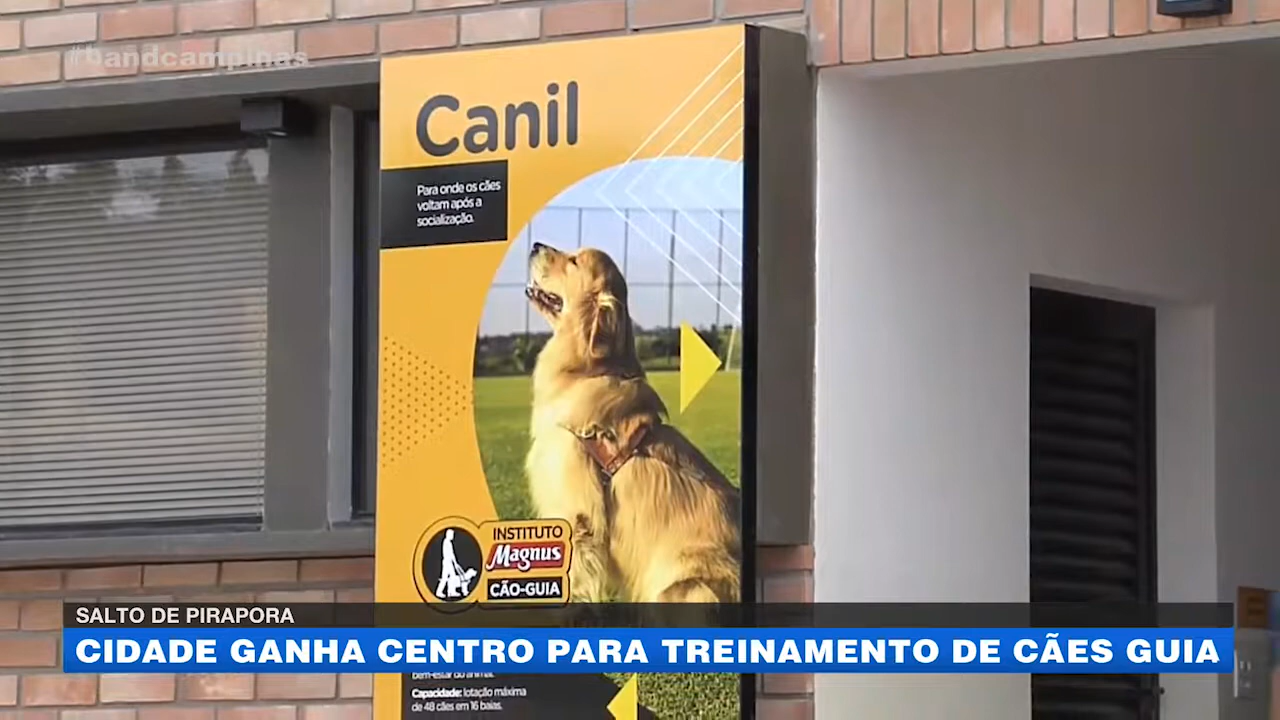 #bandcampinas
Canil
Para onde os cães
voltam após a
socialização.
INSTITUTO
Magnus
CÃO-GUIA
SALTO DE PIRAPORA
CIDADE GANHA CENTRO PARA TREINAMENTO DE CÃES GUIA
bem-estar do animal.
Capacidade: lotação máxima
de 48 cães em 16 baias.